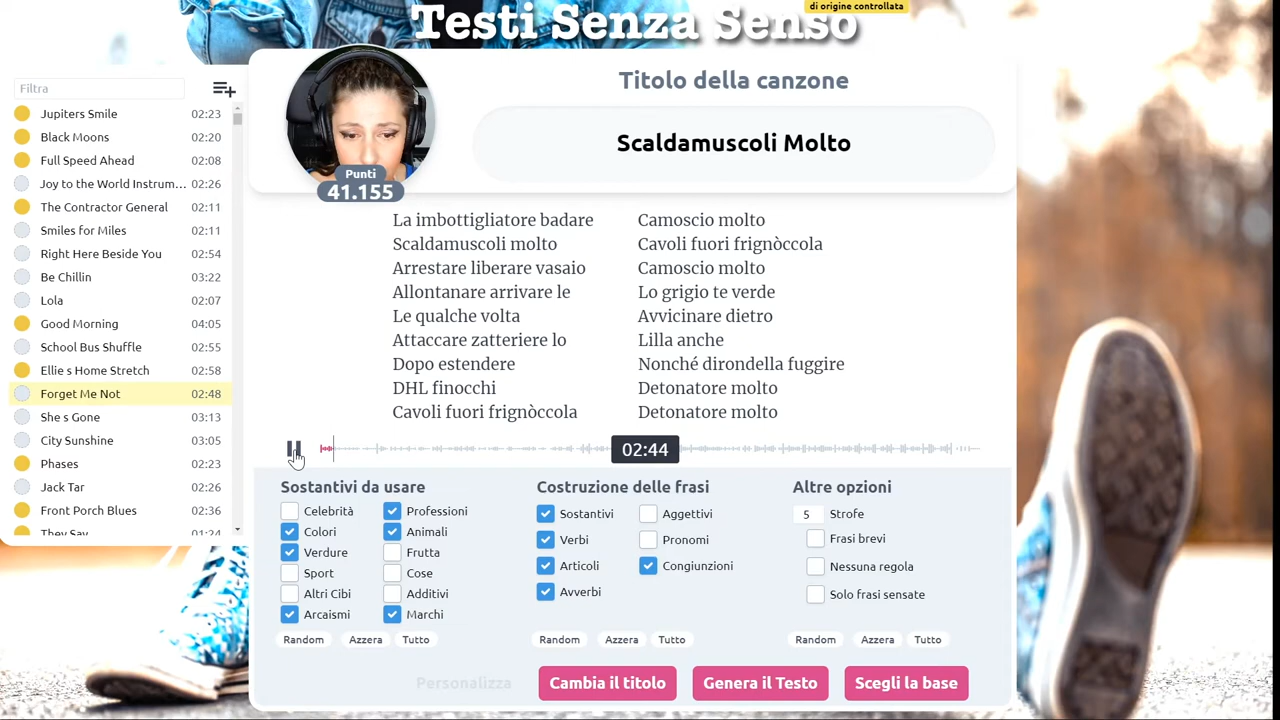 di origine controllata
Testi Senza Senso
Filtra
Jupiters Smile 02:23
Black Moons 02:20
Full Speed Ahead 02:08
Joy to the World Instrum... 02:26
The Contractor General 02:11
Smiles for Miles 02:11
Right Here Beside You 02:54
Be Chillin 03:22
Lola 02:07
Good Morning 04:05
School Bus Shuffle 02:55
Ellie s Home Stretch 02:58
Forget Me Not 02:48
She s Gone 03:13
City Sunshine 03:05
Phases 02:23
Jack Tar 02:26
Front Porch Blues 02:36
They Say 01:24
Punti
41.155
Titolo della canzone
Scaldamuscoli Molto
La imbottigliatore badare
Scaldamuscoli molto
Arrestare liberare vasaio
Allontanare arrivare le
Le qualche volta
Attaccare zatteriere lo
Dopo estendere
DHL finocchi
Cavoli fuori frignòccola
Camoscio molto
Cavoli fuori frignòccola
Camoscio molto
Lo grigio te verde
Avvicinare dietro
Lilla anche
Nonché dirondella fuggire
Detonatore molto
Detonatore molto
02:44
Sostantivi da usare
Celebrità
Colori
Verdure
Sport
Altri Cibi
Arcaismi
Professioni
Animali
Frutta
Cose
Additivi
Marchi
Random Azzera Tutto
Costruzione delle frasi
Sostantivi
Verbi
Articoli
Avverbi
Aggettivi
Pronomi
Congiunzioni
Random Azzera Tutto
Altre opzioni
5 Strofe
Frasi brevi
Nessuna regola
Solo frasi sensate
Random Azzera Tutto
Personalizza
Cambia il titolo
Genera il Testo
Scegli la base